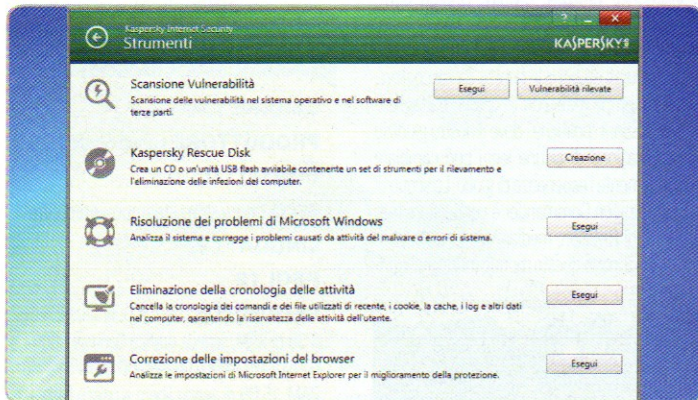 Kaspersky Internet Security
Strumenti
? _ X
KASPERSKY
Scansione Vulnerabilità
Scansione delle vulnerabilità nel sistema operativo e nel software di
terze parti.
Esegui
Vulnerabilità rilevate
Kaspersky Rescue Disk
Crea un CD o un'unità USB flash avviabile contenente un set di strumenti per il rilevamento e
l'eliminazione delle infezioni del computer.
Creazione
Risoluzione dei problemi di Microsoft Windows
Analizza il sistema e corregge i problemi causati da attività del malware o errori di sistema.
Esegui
Eliminazione della cronologia delle attività
Cancella la cronologia dei comandi e dei file utilizzati di recente, i cookie, la cache, i log e altri dati
nel computer, garantendo la riservatezza delle attività dell'utente.
Esegui
Correzione delle impostazioni del browser
Analizza le impostazioni di Microsoft Internet Explorer per il miglioramento della protezione.
Esegui